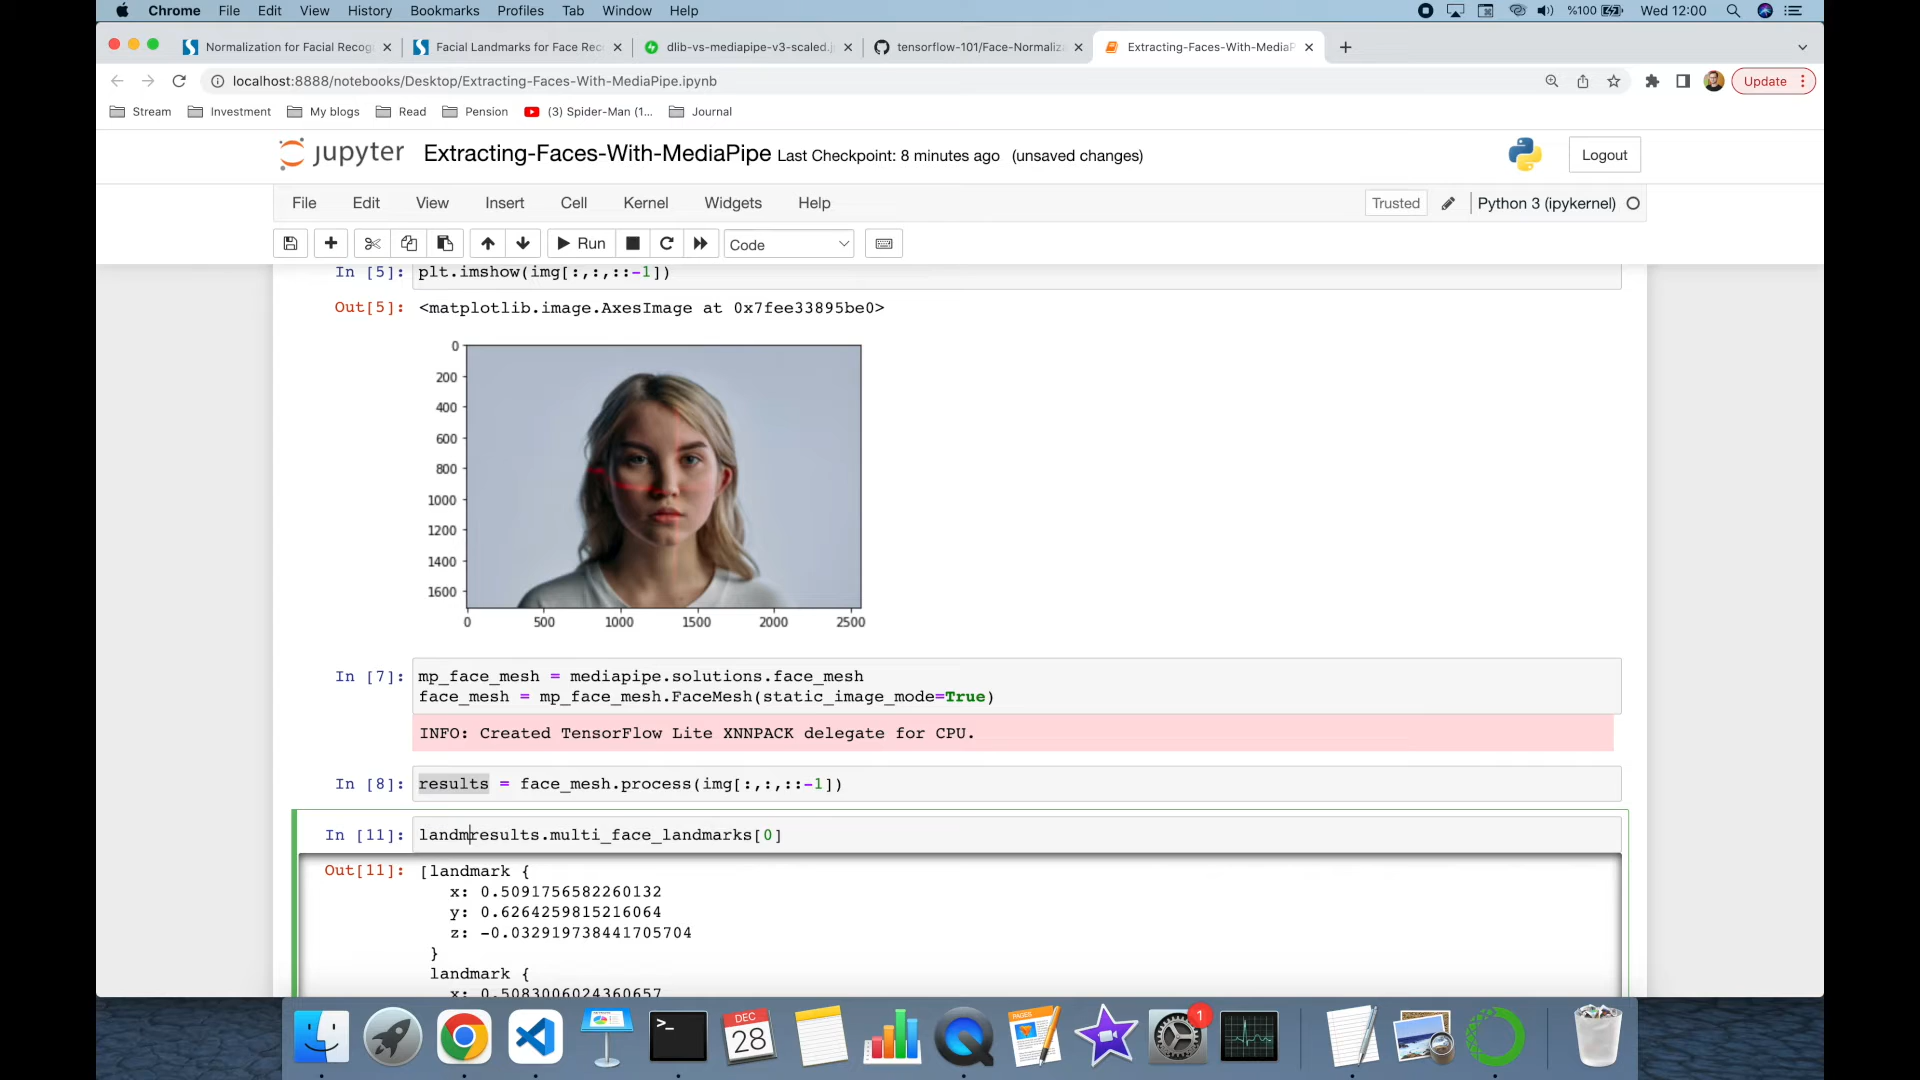 Chrome File Edit View History Bookmarks Profiles Tab Window Help %100 Wed 12:00
Normalization for Facial Recog Facial Landmarks for Face Rec dlib-vs-mediapipe-v3-scaled.j tensorflow-101/Face-Normaliz Extracting-Faces-With-MediaP
localhost:8888/notebooks/Desktop/Extracting-Faces-With-MediaPipe.ipynb Update
Stream Investment My blogs Read Pension (3) Spider-Man (1... Journal
jupyter Extracting-Faces-With-MediaPipe Last Checkpoint: 8 minutes ago (unsaved changes) Logout
File Edit View Insert Cell Kernel Widgets Help Trusted Python 3 (ipykernel)
Run Code
In [5]: plt.imshow(img[:,:,::-1])
Out[5]: <matplotlib.image.AxesImage at 0x7fee33895be0>
0
200
400
600
800
1000
1200
1400
1600
0 500 1000 1500 2000 2500
In [7]: mp_face_mesh = mediapipe.solutions.face_mesh
face_mesh = mp_face_mesh.FaceMesh(static_image_mode=True)
INFO: Created TensorFlow Lite XNNPACK delegate for CPU.
In [8]: results = face_mesh.process(img[:,:,::-1])
In [11]: landmresults.multi_face_landmarks[0]
Out[11]: [landmark {
x: 0.5091756582260132
y: 0.6264259815216064
z: -0.032919738441705704
}
landmark {
x: 0.5083006024360657
DEC
28
PAGES
1